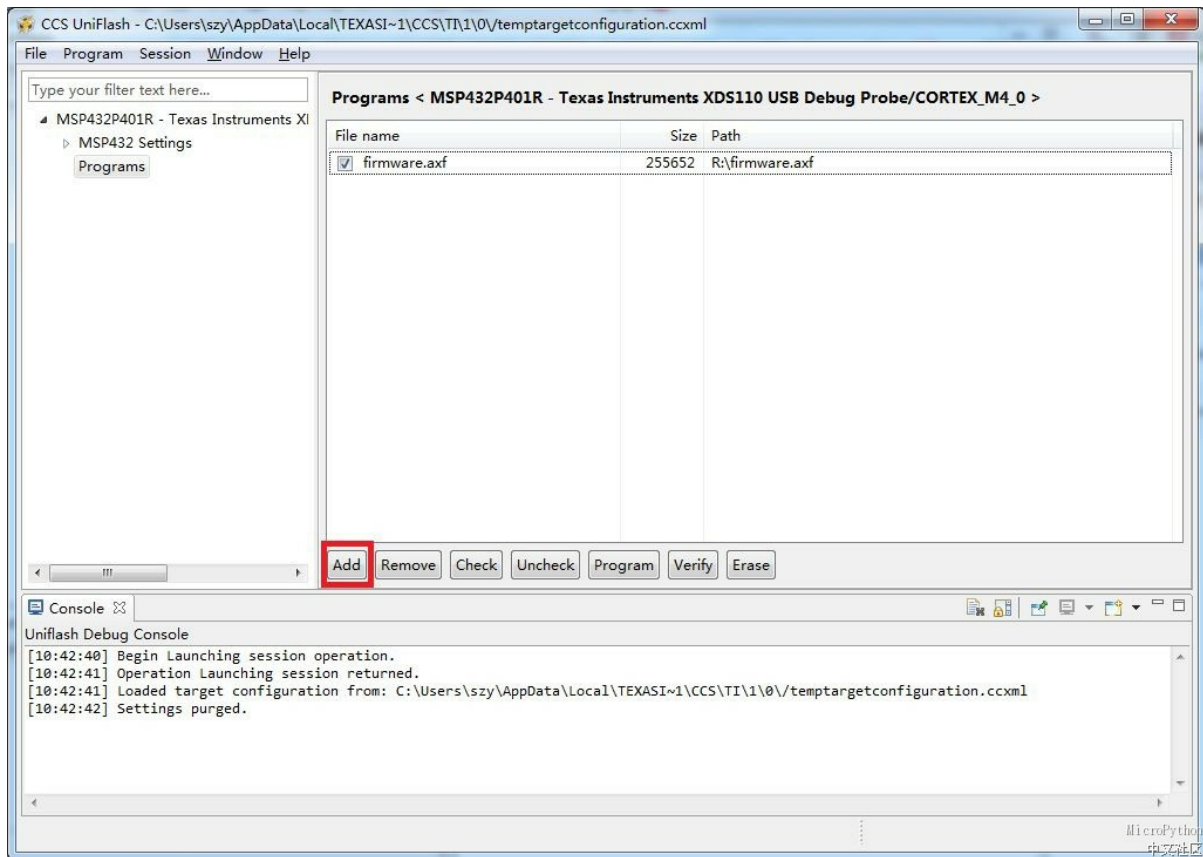 CCS UniFlash - C:\Users\szy\AppData\Local\TEXASI~1\CCS\TI\1\0\/temptargetconfiguration.ccxml
File Program Session Window Help
Type your filter text here...
MSP432P401R - Texas Instruments XI
MSP432 Settings
Programs
Programs < MSP432P401R - Texas Instruments XDS110 USB Debug Probe/CORTEX_M4_0 >
File name Size Path
firmware.axf 255652 R:\firmware.axf
Add Remove Check Uncheck Program Verify Erase
Console
Uniflash Debug Console
[10:42:40] Begin Launching session operation.
[10:42:41] Operation Launching session returned.
[10:42:41] Loaded target configuration from: C:\Users\szy\AppData\Local\TEXASI~1\CCS\TI\1\0\/temptargetconfiguration.ccxml
[10:42:42] Settings purged.
MicroPython
中文社区